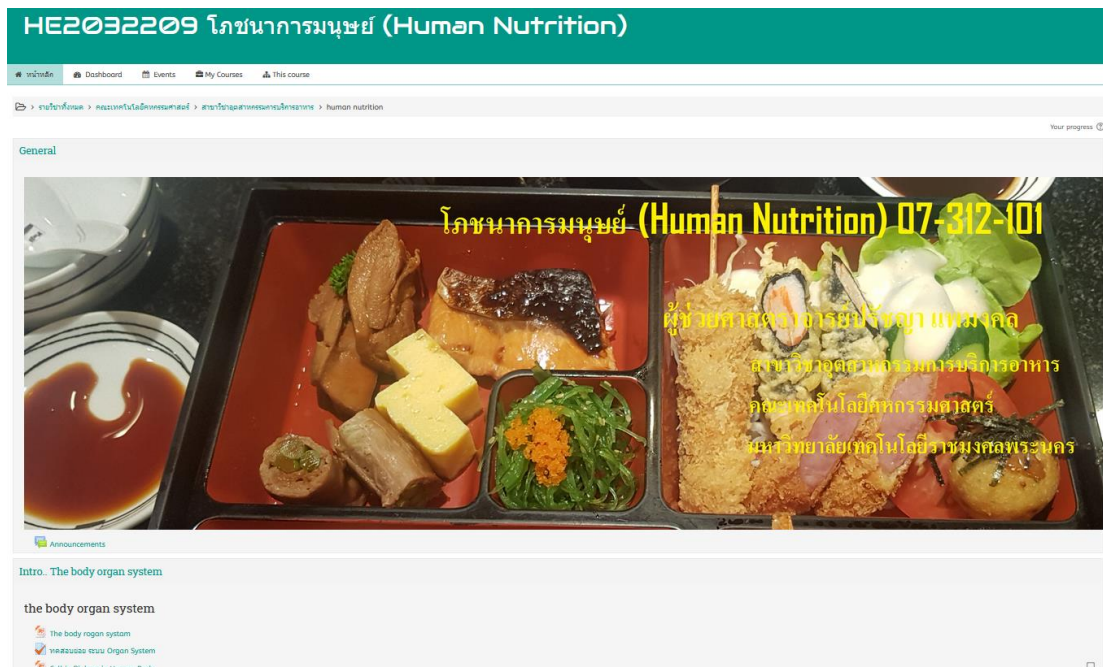 HE2032209 โภชนาการมนุษย์ (Human Nutrition)
หน้าหลัก Dashboard Events My Courses This course
› รายวิชาทั้งหมด › คณะเทคโนโลยีคหกรรมศาสตร์ › สาขาวิชาอุตสาหกรรมการบริการอาหาร › human nutrition
Your progress
General
โภชนาการมนุษย์ (Human Nutrition) 07-312-101
ผู้ช่วยศาสตราจารย์ปรัชญา แพมงคล
สาขาวิชาอุตสาหกรรมการบริการอาหาร
คณะเทคโนโลยีคหกรรมศาสตร์
มหาวิทยาลัยเทคโนโลยีราชมงคลพระนคร
Announcements
Intro.. The body organ system
the body organ system
The body rogan systam
ทดสอบย่อย ระบบ Organ System